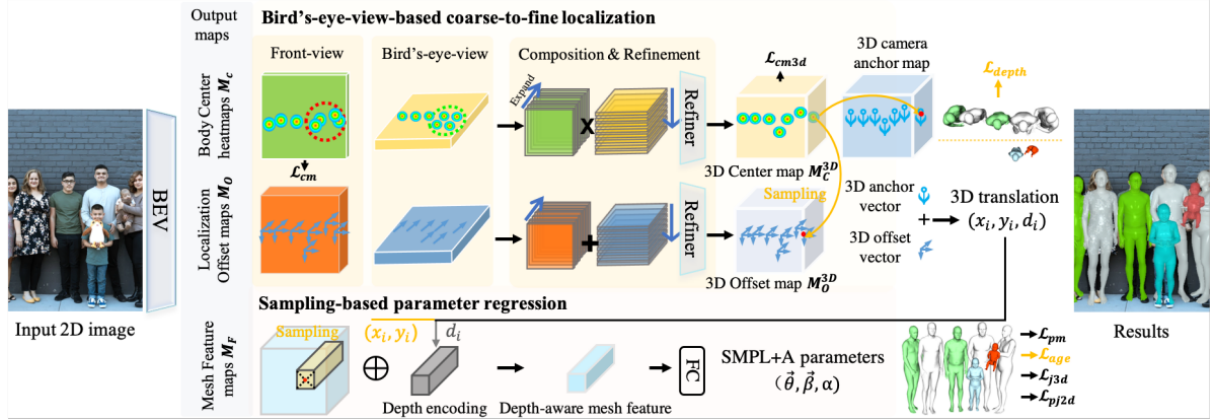 Output
maps
Bird's-eye-view-based coarse-to-fine localization
Body Center
heatmaps M_c
Front-view
Bird's-eye-view
Composition & Refinement
Expand
X
Refiner
ℒ_cm3d
3D camera
anchor map
ℒ_depth
ℒ_cm
3D Center map M_C^3D
Sampling
BEV
Localization
Offset maps M_O
+
Refiner
3D Offset map M_O^3D
3D anchor
vector
+
3D offset
vector
3D translation
(x_i, y_i, d_i)
Input 2D image
Results
Sampling-based parameter regression
Mesh Feature
maps M_F
Sampling
(x_i, y_i)
d_i
⊕
Depth encoding
Depth-aware mesh feature
FC
SMPL+A parameters
(θ⃗, β⃗, α)
ℒ_pm
ℒ_age
ℒ_j3d
ℒ_pj2d